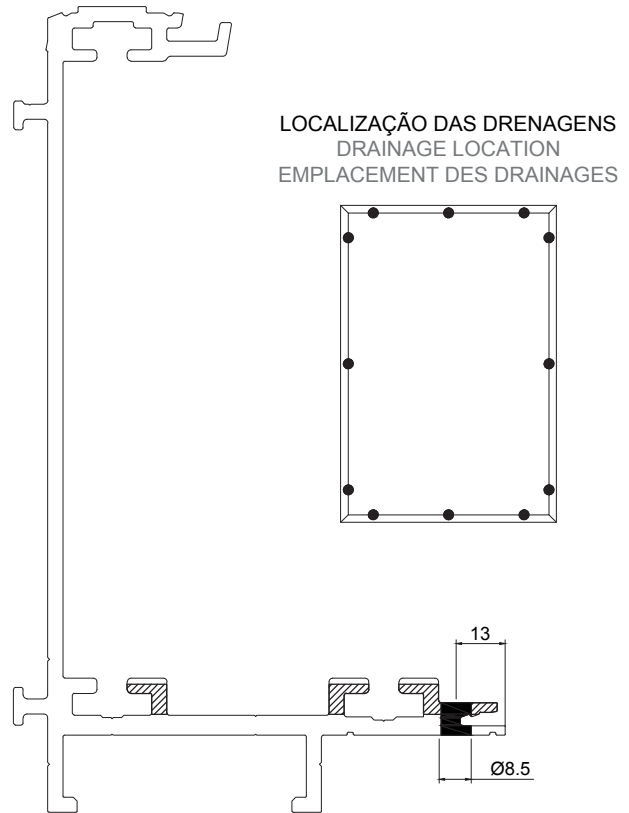 LOCALIZAÇÃO DAS DRENAGENS
DRAINAGE LOCATION
EMPLACEMENT DES DRAINAGES
13
Ø8.5